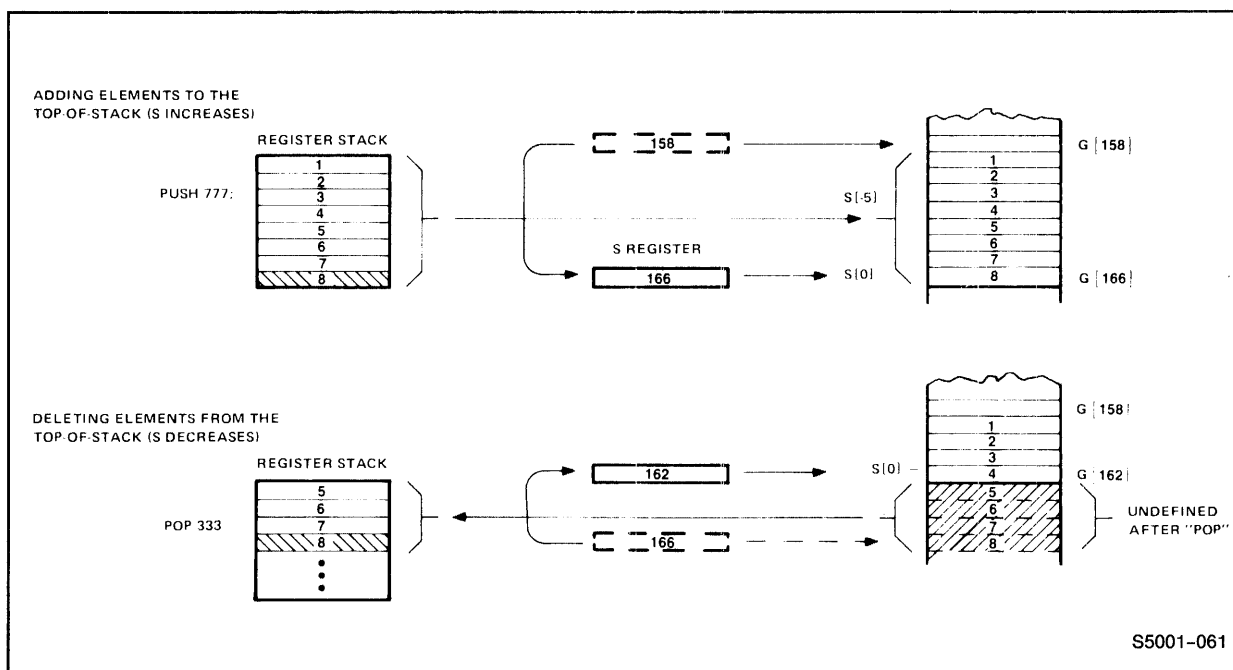 ADDING ELEMENTS TO THE
TOP-OF-STACK (S INCREASES)
REGISTER STACK
PUSH 777;
1
2
3
4
5
6
7
8
158
S REGISTER
166
S[-5]
S[0]
1
2
3
4
5
6
7
8
G [158]
G [166]
DELETING ELEMENTS FROM THE
TOP-OF-STACK (S DECREASES)
REGISTER STACK
POP 333
5
6
7
8
162
166
S[0]
1
2
3
4
5
6
7
8
G [158]
G [162]
UNDEFINED
AFTER "POP"
S5001-061